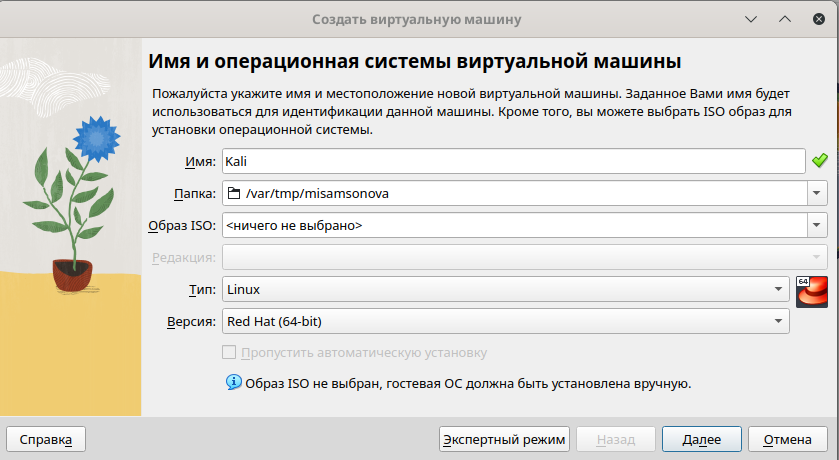 Создать виртуальную машину
Имя и операционная системы виртуальной машины
Пожалуйста укажите имя и местоположение новой виртуальной машины. Заданное Вами имя будет
использоваться для идентификации данной машины. Кроме того, вы можете выбрать ISO образ для
установки операционной системы.
Имя: Kali
Папка: /var/tmp/misamsonova
Образ ISO: <ничего не выбрано>
Редакция:
Тип: Linux
64
Версия: Red Hat (64-bit)
Пропустить автоматическую установку
Образ ISO не выбран, гостевая ОС должна быть установлена вручную.
Справка Экспертный режим Назад Далее Отмена